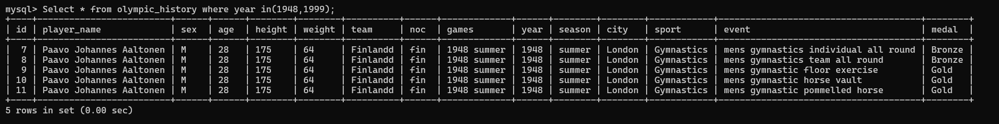 mysql> Select * from olympic_history where year in(1948,1999);
+----+-------------------------+------+------+--------+--------+----------+------+-------------+------+--------+--------+------------+--------------------------------------+--------+
| id | player_name             | sex  | age  | height | weight | team     | noc  | games       | year | season | city   | sport      | event                                | medal  |
+----+-------------------------+------+------+--------+--------+----------+------+-------------+------+--------+--------+------------+--------------------------------------+--------+
|  7 | Paavo Johannes Aaltonen | M    | 28   | 175    | 64     | Finlandd | fin  | 1948 summer | 1948 | summer | London | Gymnastics | mens gymnastics individual all round | Bronze |
|  8 | Paavo Johannes Aaltonen | M    | 28   | 175    | 64     | Finlandd | fin  | 1948 summer | 1948 | summer | London | Gymnastics | mens gymnastics team all round       | Bronze |
|  9 | Paavo Johannes Aaltonen | M    | 28   | 175    | 64     | Finlandd | fin  | 1948 summer | 1948 | summer | London | Gymnastics | mens gymnastic floor exercise        | Gold   |
| 10 | Paavo Johannes Aaltonen | M    | 28   | 175    | 64     | Finlandd | fin  | 1948 summer | 1948 | summer | London | Gymnastics | mens gymnastic horse vault           | Gold   |
| 11 | Paavo Johannes Aaltonen | M    | 28   | 175    | 64     | Finlandd | fin  | 1948 summer | 1948 | summer | London | Gymnastics | mens gymnastic pommelled horse       | Gold   |
+----+-------------------------+------+------+--------+--------+----------+------+-------------+------+--------+--------+------------+--------------------------------------+--------+
5 rows in set (0.00 sec)